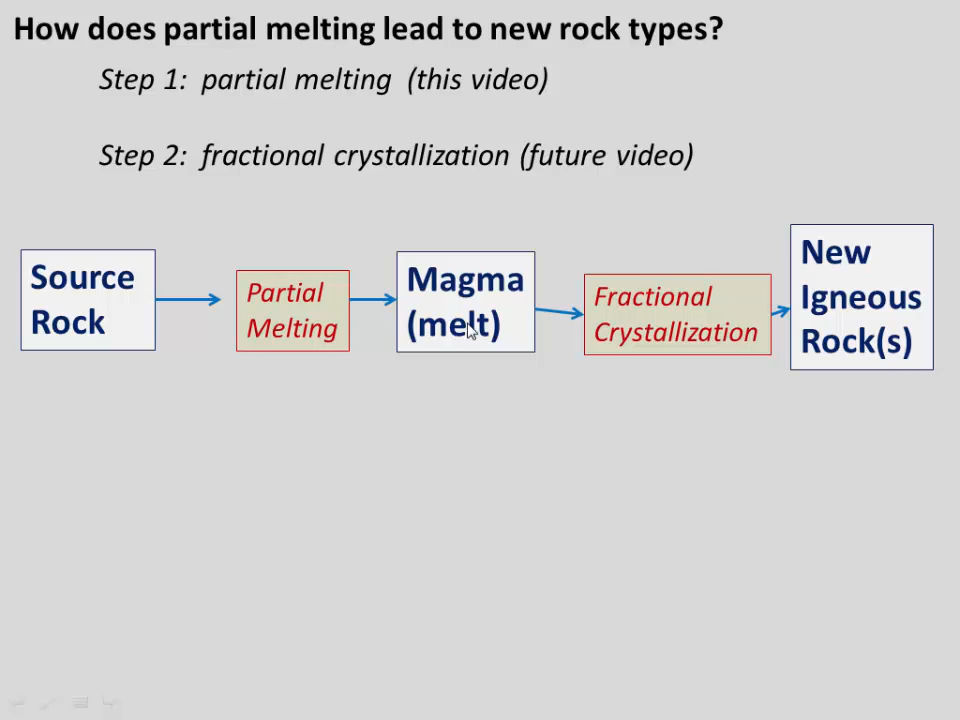 How does partial melting lead to new rock types?
Step 1:  partial melting  (this video)
Step 2:  fractional crystallization (future video)
Source
Rock
Partial
Melting
Magma
(melt)
Fractional
Crystallization
New
Igneous
Rock(s)